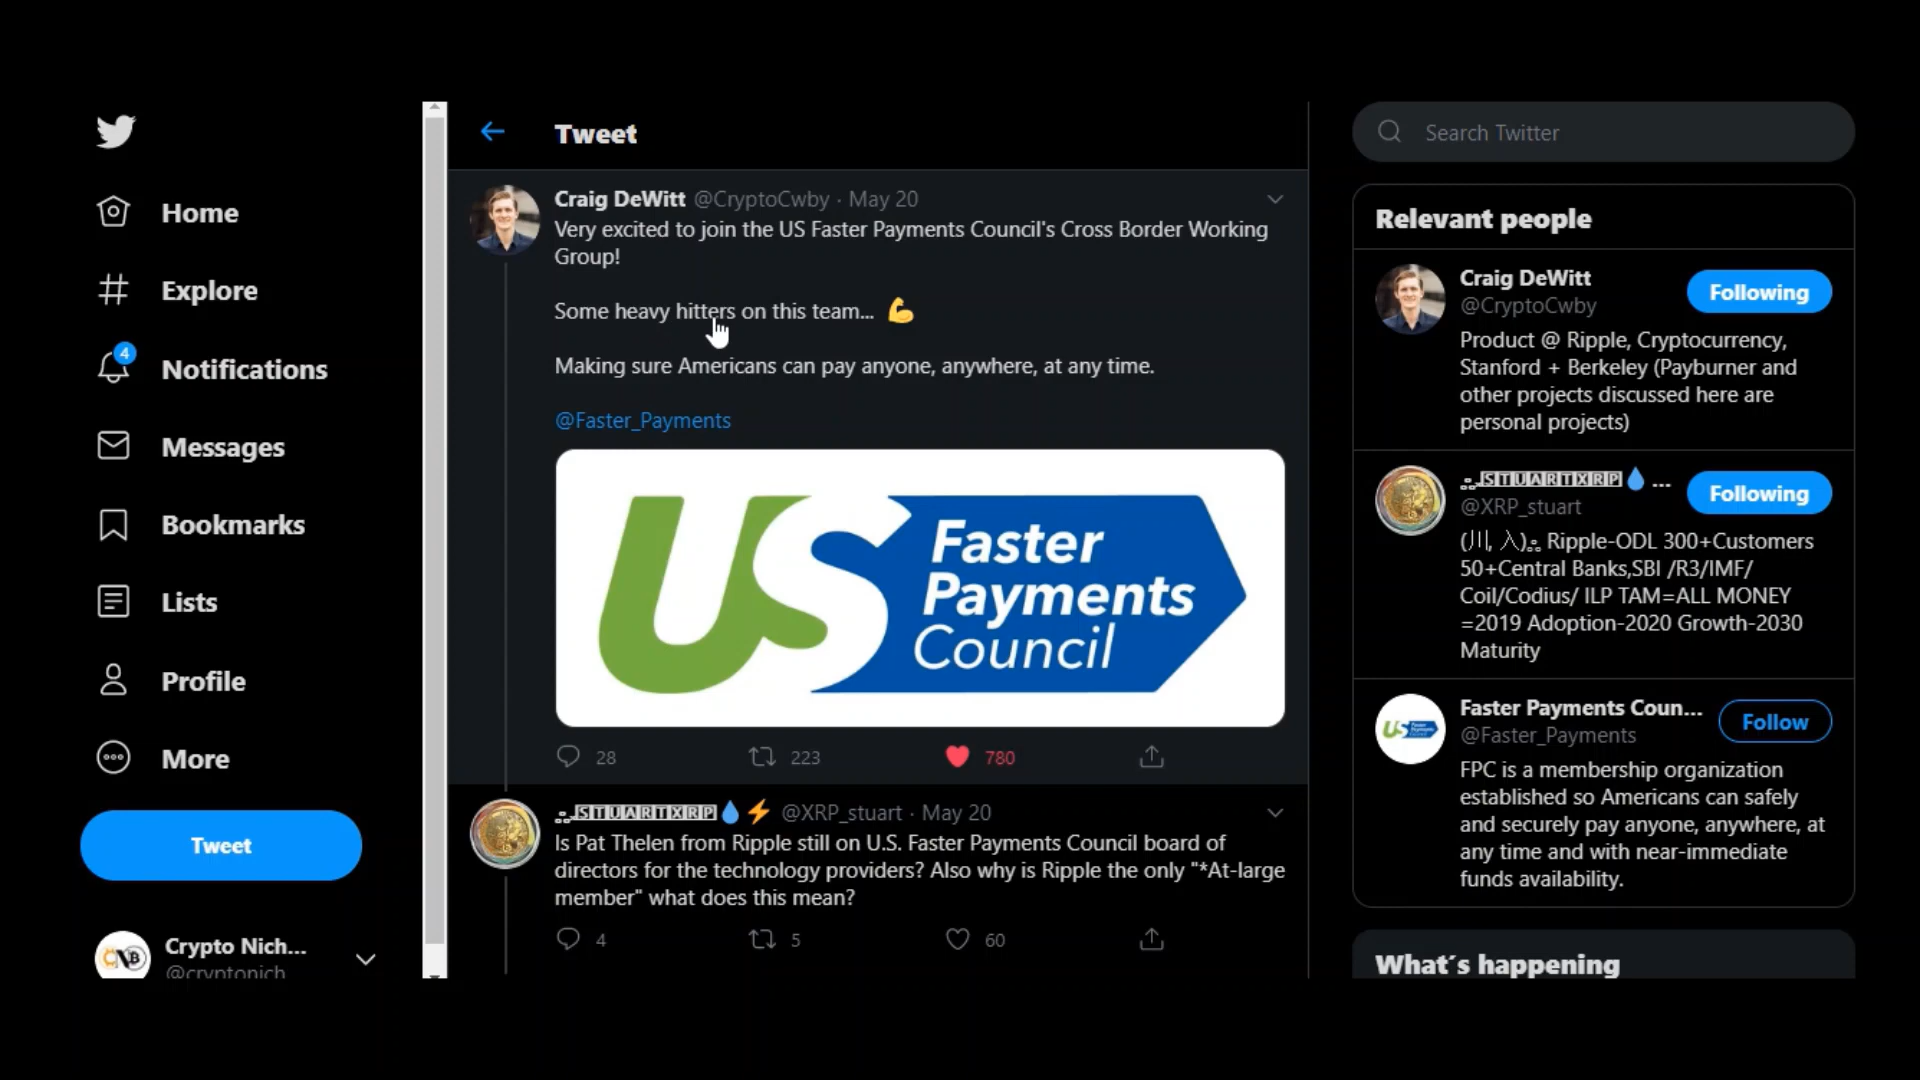 Home
Explore
4
Notifications
Messages
Bookmarks
Lists
Profile
More
Tweet
Crypto Nich...
@cryptonich
Tweet
Craig DeWitt @CryptoCwby · May 20
Very excited to join the US Faster Payments Council's Cross Border Working
Group!
Some heavy hitters on this team... 💪
Making sure Americans can pay anyone, anywhere, at any time.
@Faster_Payments
US
Faster
Payments
Council
28 223 780
STUARTXRP💧⚡ @XRP_stuart · May 20
Is Pat Thelen from Ripple still on U.S. Faster Payments Council board of
directors for the technology providers? Also why is Ripple the only "*At-large
member" what does this mean?
4 5 60
Search Twitter
Relevant people
Craig DeWitt
@CryptoCwby
Following
Product @ Ripple, Cryptocurrency,
Stanford + Berkeley (Payburner and
other projects discussed here are
personal projects)
STUARTXRP💧 ...
@XRP_stuart
Following
(川, 入). Ripple-ODL 300+Customers
50+Central Banks,SBI /R3/IMF/
Coil/Codius/ ILP TAM=ALL MONEY
=2019 Adoption-2020 Growth-2030
Maturity
US Faster Payments Council
Faster Payments Coun...
@Faster_Payments
Follow
FPC is a membership organization
established so Americans can safely
and securely pay anyone, anywhere, at
any time and with near-immediate
funds availability.
What´s happening